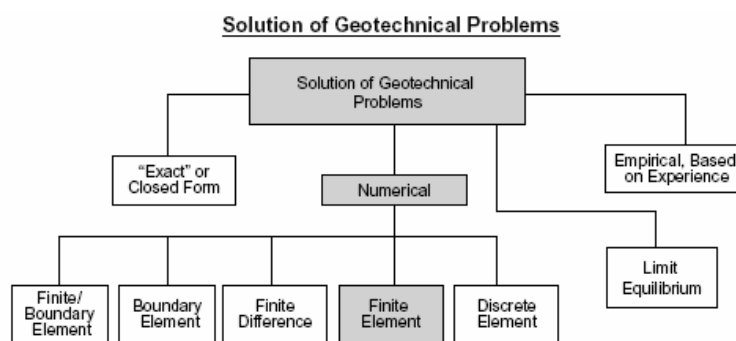 Solution of Geotechnical Problems
Solution of Geotechnical
Problems
“Exact” or
Closed Form
Numerical
Empirical, Based
on Experience
Limit
Equilibrium
Finite/
Boundary
Element
Boundary
Element
Finite
Difference
Finite
Element
Discrete
Element